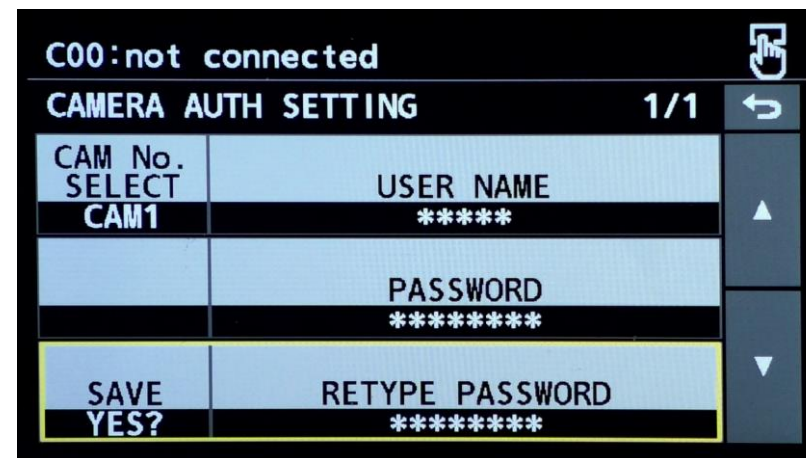 C00:not connected
CAMERA AUTH SETTING 1/1
CAM No.
SELECT
CAM1
USER NAME
*****
PASSWORD
********
SAVE
YES?
RETYPE PASSWORD
********